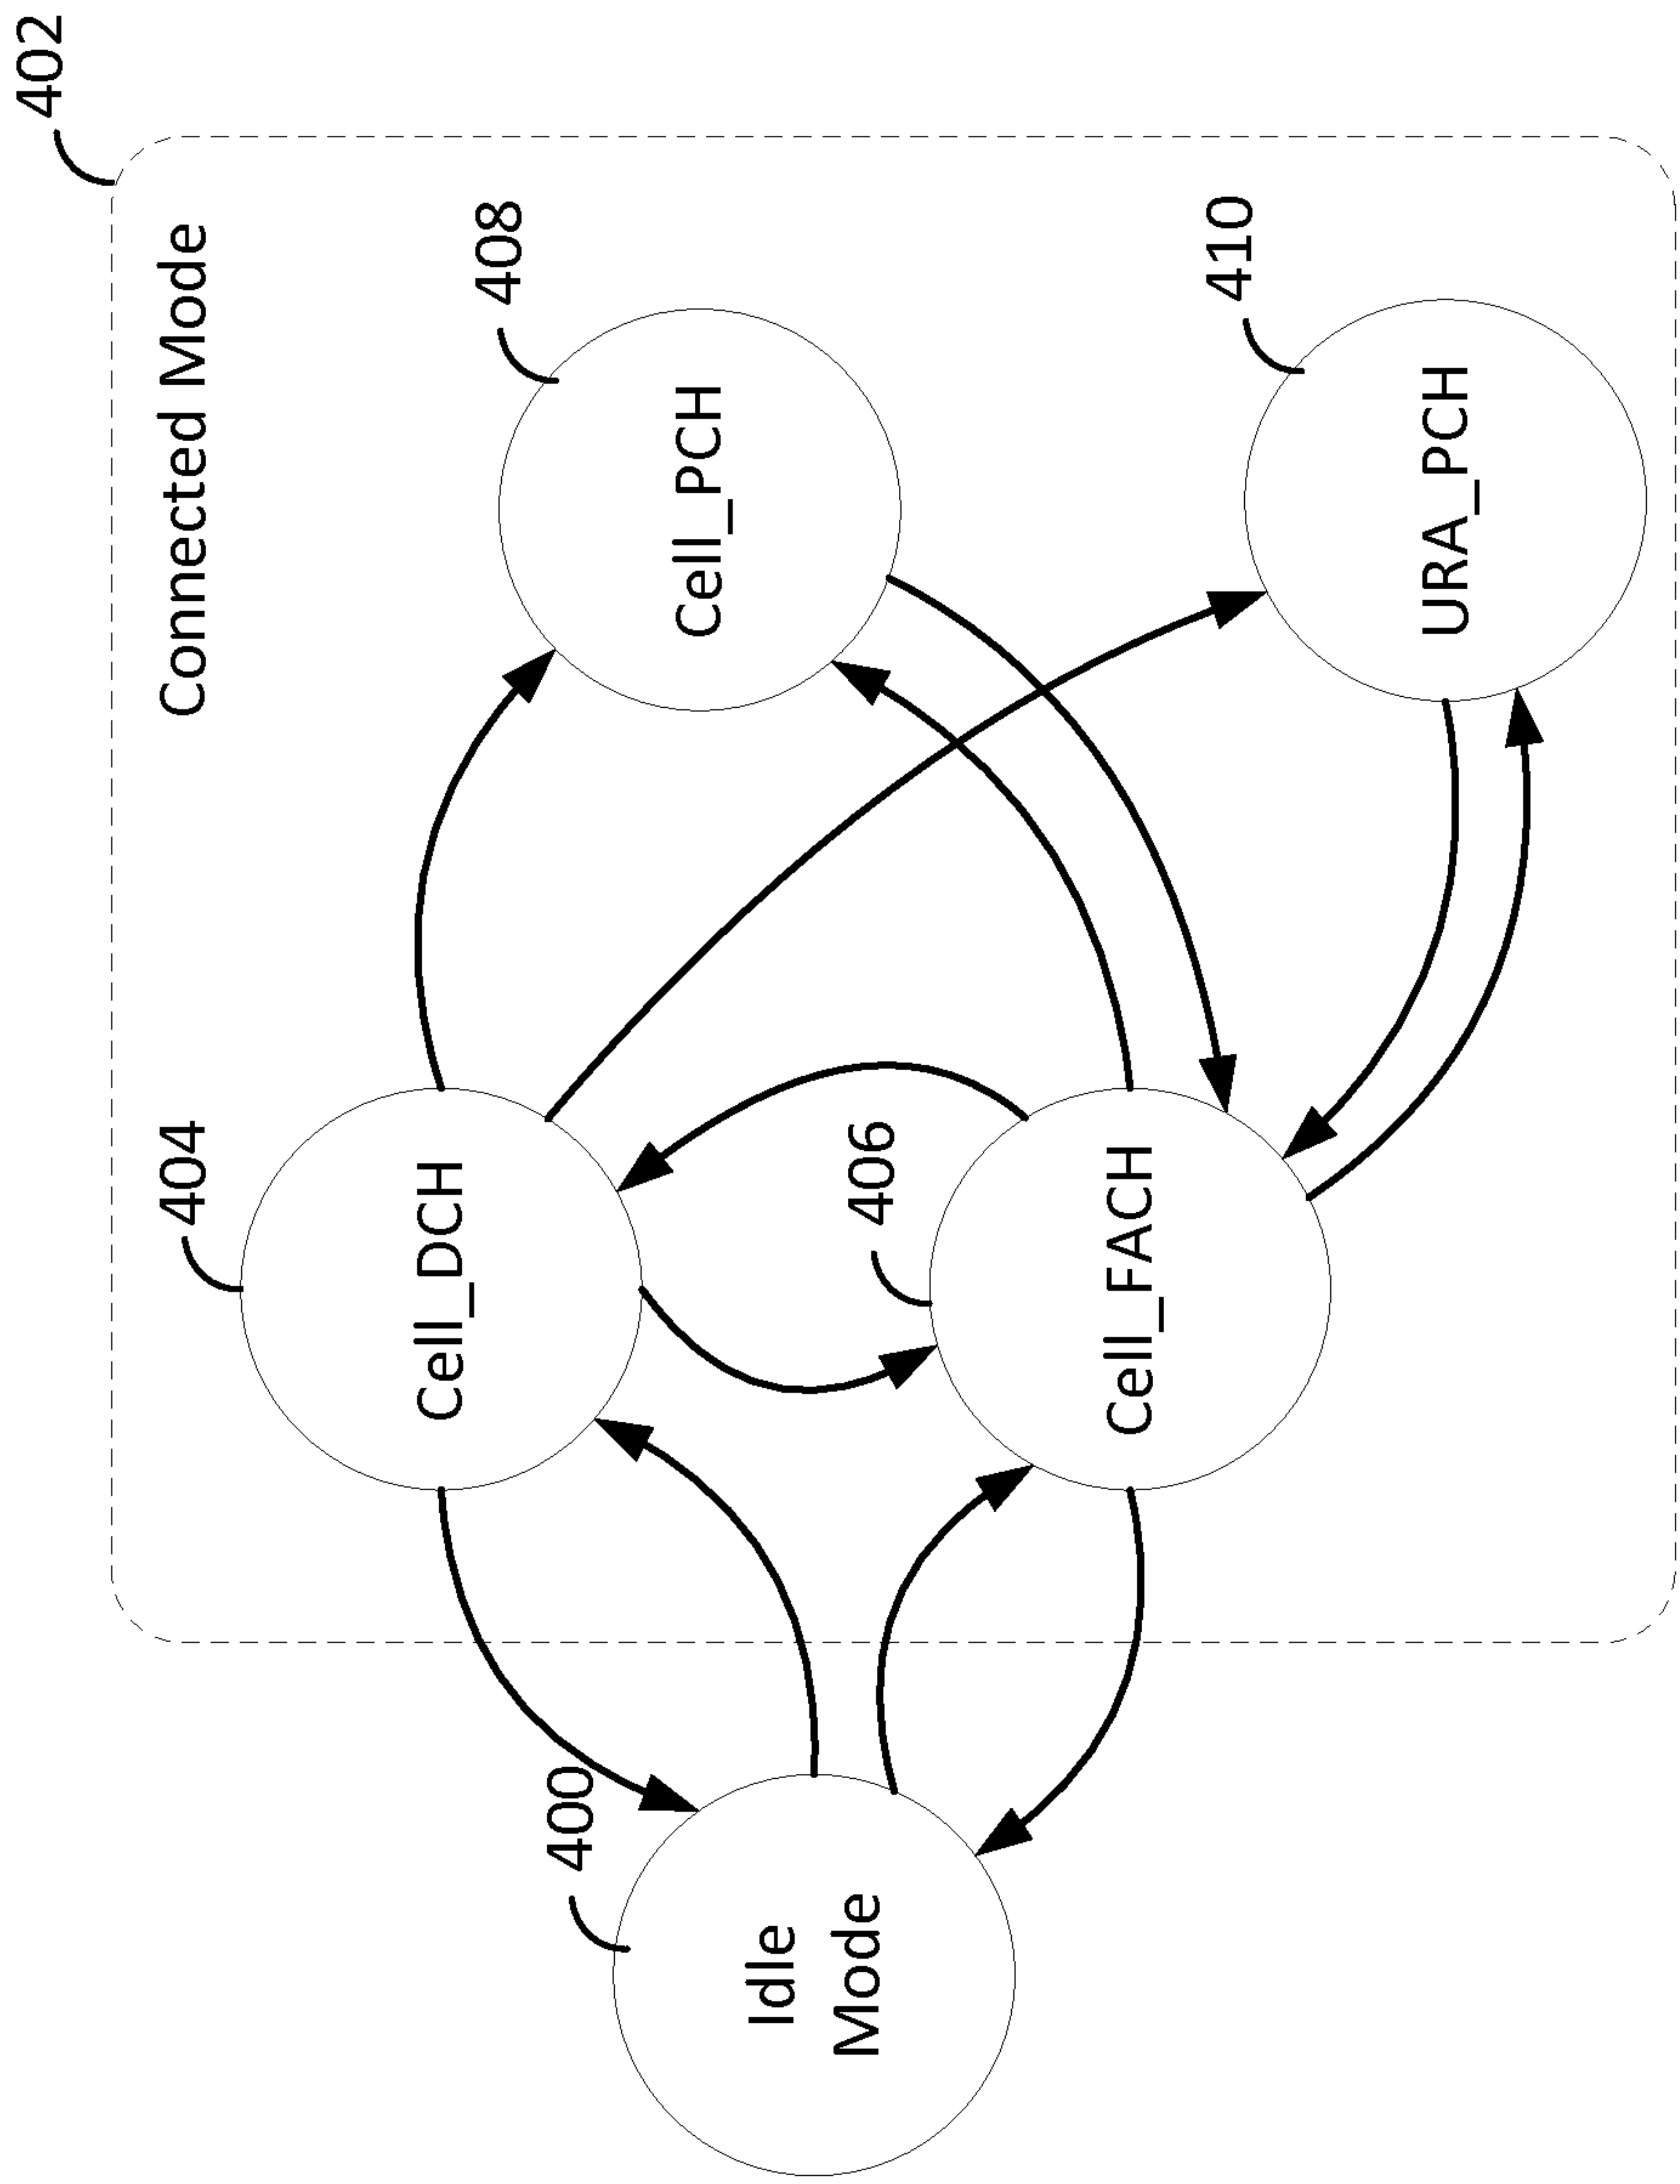 402
Connected Mode
404
Cell_DCH
408
Cell_PCH
400
Idle
Mode
406
Cell_FACH
410
URA_PCH